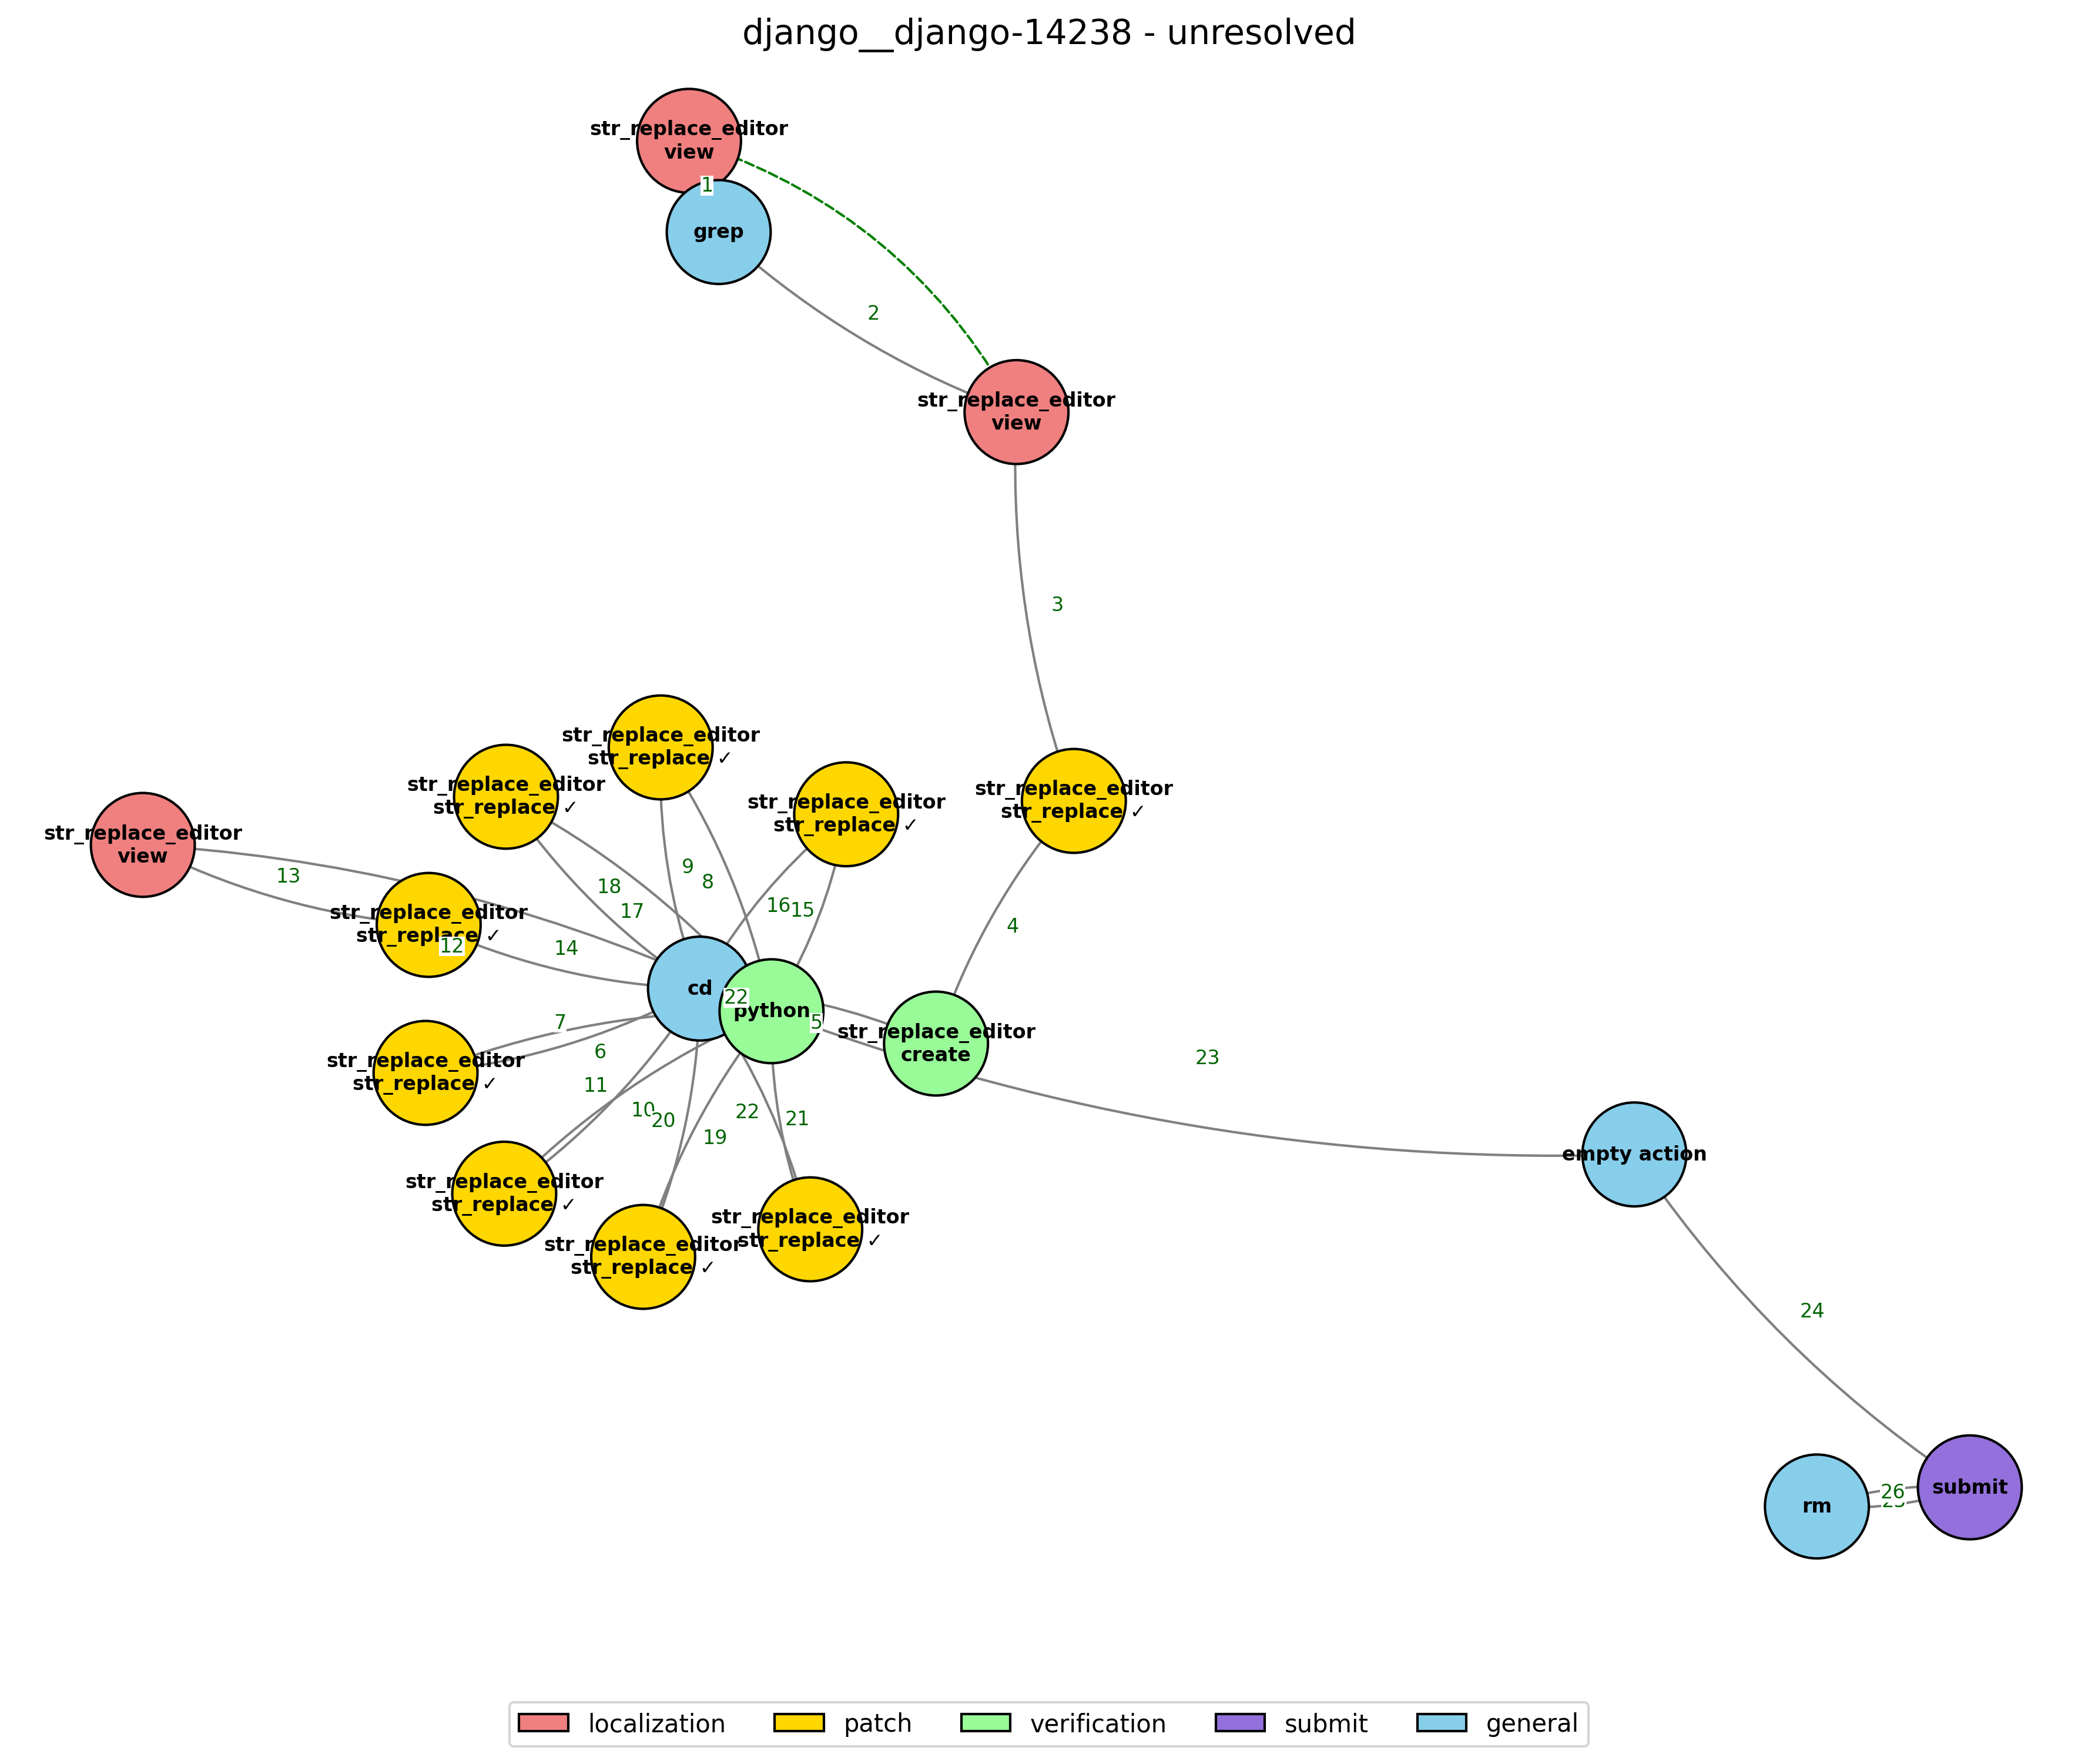 django__django-14238 - unresolved
str_replace_editor
view
1
grep
2
str_replace_editor
view
3
str_replace_editor
str_replace ✓
str_replace_editor
str_replace ✓
str_replace_editor
str_replace ✓
str_replace_editor
str_replace ✓
str_replace_editor
view
13
9
8
18
17
16
15
str_replace_editor
str_replace ✓
12
14
4
cd
22
python
5
str_replace_editor
create
7
6
23
str_replace_editor
str_replace ✓
11
10
20
22
21
19
empty action
str_replace_editor
str_replace ✓
str_replace_editor
str_replace ✓
str_replace_editor
str_replace ✓
24
submit
26
25
rm
localization
patch
verification
submit
general